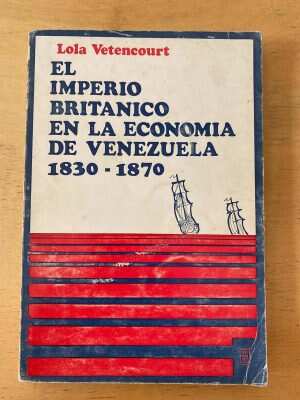 Lola Vetencourt
EL
IMPERIO
BRITANICO
EN LA ECONOMIA
DE VENEZUELA
1830 - 1870